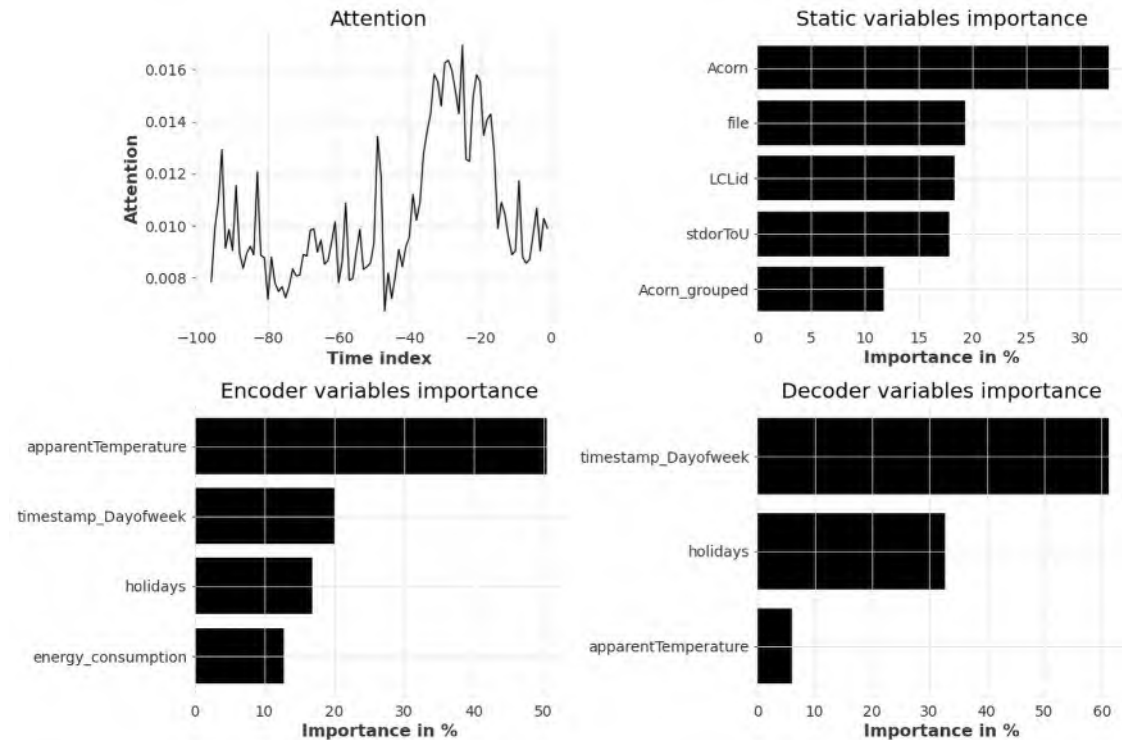 Attention
0.016
0.014
0.012
0.010
0.008
Attention
−100
−80
−60
−40
−20
0
Time index
Static variables importance
Acorn
file
LCLid
stdorToU
Acorn_grouped
0
5
10
15
20
25
30
Importance in %
Encoder variables importance
apparentTemperature
timestamp_Dayofweek
holidays
energy_consumption
0
10
20
30
40
50
Importance in %
Decoder variables importance
timestamp_Dayofweek
holidays
apparentTemperature
0
10
20
30
40
50
60
Importance in %